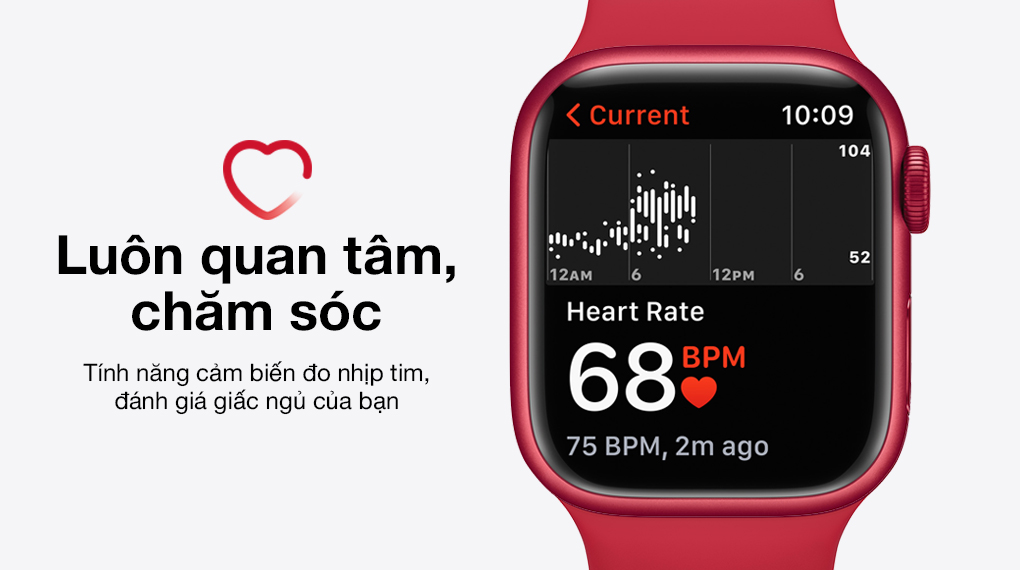 Luôn quan tâm,
chăm sóc
Tính năng cảm biến đo nhịp tim,
đánh giá giấc ngủ của bạn
Current 10:09
104
52
12AM 6 12PM 6
Heart Rate
68 BPM
75 BPM, 2m ago